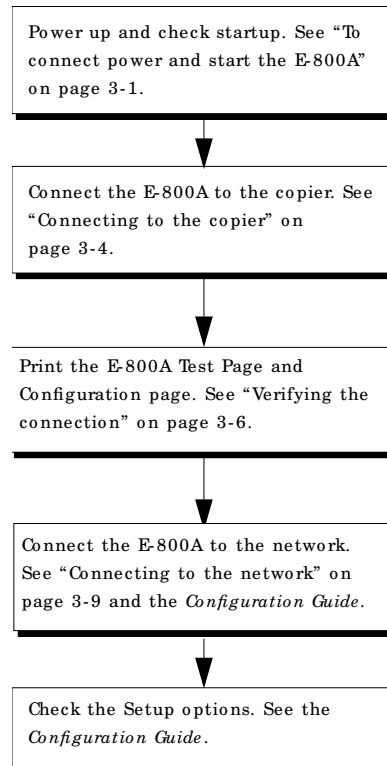 Power up and check startup. See “To
connect power and start the E-800A”
on page 3-1.
Connect the E-800A to the copier. See
“Connecting to the copier” on
page 3-4.
Print the E-800A Test Page and
Configuration page. See “Verifying the
connection” on page 3-6.
Connect the E-800A to the network.
See “Connecting to the network” on
page 3-9 and the Configuration Guide.
Check the Setup options. See the
Configuration Guide.